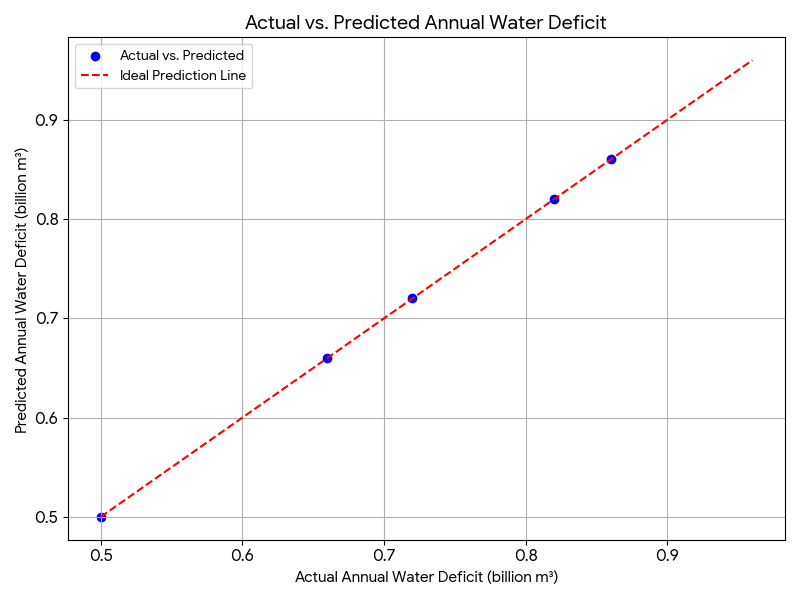 Actual vs. Predicted Annual Water Deficit
Actual vs. Predicted
Ideal Prediction Line
Predicted Annual Water Deficit (billion m³)
0.9
0.8
0.7
0.6
0.5
0.5 0.6 0.7 0.8 0.9
Actual Annual Water Deficit (billion m³)